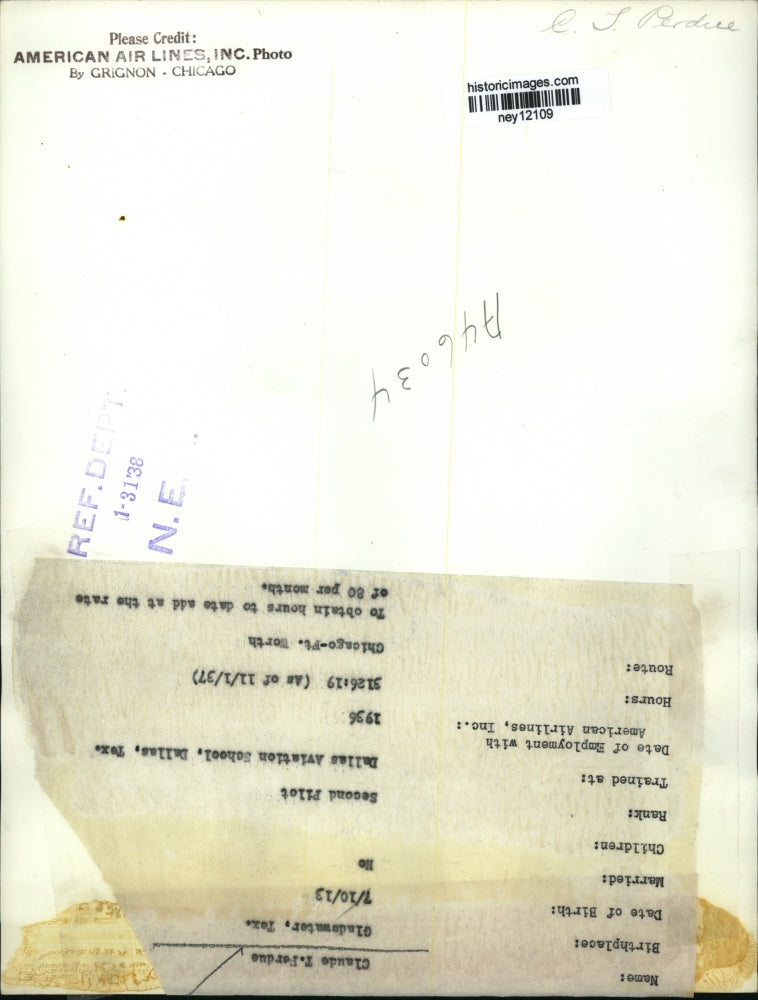 Please Credit:
AMERICAN AIR LINES, INC. Photo
By GRIGNON - CHICAGO
C. T. Perdue
historicimages.com
ney12109
A46034
REF. DEPT.
1-31'38
N. E.
Name: Claude T. Perdue
Birthplace: Gladewater, Tex.
Date of Birth: 7/10/13
Married: No
Children:
Rank: Second Pilot
Trained at: Dallas Aviation School, Dallas, Tex.
Date of Employment with
American Airlines, Inc.: 1936
Hours: 3126:19 (As of 11/1/37)
Route: Chicago-Ft. Worth
To obtain hours to date add at the rate
of 80 per month.